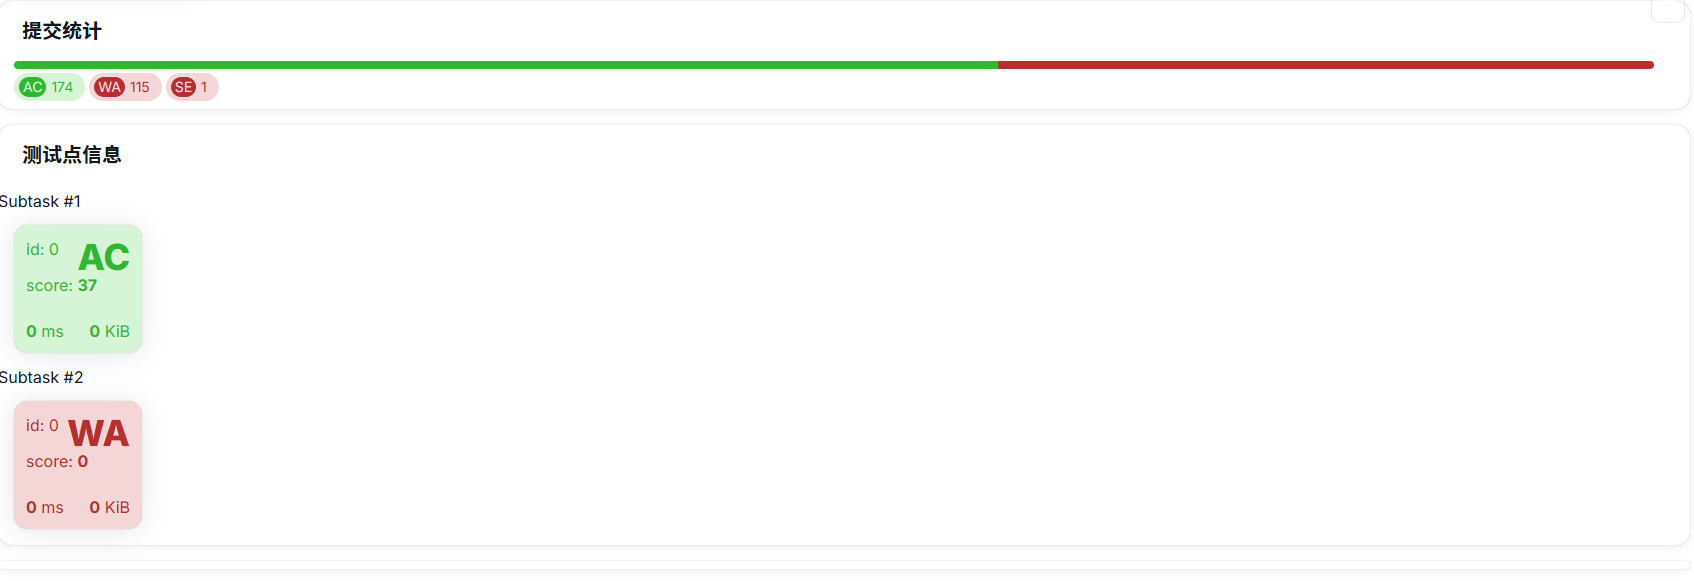 提交统计
AC 174 WA 115 SE 1
测试点信息
Subtask #1
id: 0 AC
score: 37
0 ms 0 KiB
Subtask #2
id: 0 WA
score: 0
0 ms 0 KiB